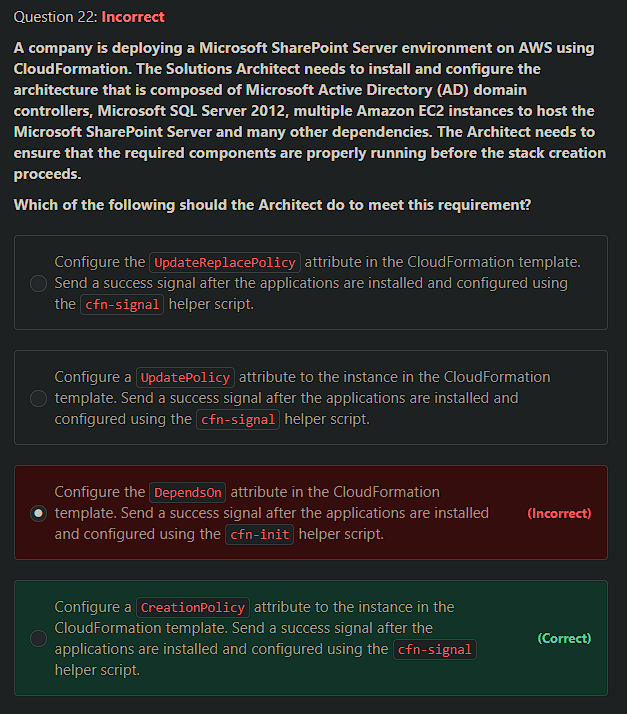 Question 22: Incorrect
A company is deploying a Microsoft SharePoint Server environment on AWS using
CloudFormation. The Solutions Architect needs to install and configure the
architecture that is composed of Microsoft Active Directory (AD) domain
controllers, Microsoft SQL Server 2012, multiple Amazon EC2 instances to host the
Microsoft SharePoint Server and many other dependencies. The Architect needs to
ensure that the required components are properly running before the stack creation
proceeds.
Which of the following should the Architect do to meet this requirement?
Configure the UpdateReplacePolicy attribute in the CloudFormation template.
Send a success signal after the applications are installed and configured using
the cfn-signal helper script.
Configure a UpdatePolicy attribute to the instance in the CloudFormation
template. Send a success signal after the applications are installed and
configured using the cfn-signal helper script.
Configure the DependsOn attribute in the CloudFormation
template. Send a success signal after the applications are installed
and configured using the cfn-init helper script.
(Incorrect)
Configure a CreationPolicy attribute to the instance in the
CloudFormation template. Send a success signal after the
applications are installed and configured using the cfn-signal
helper script.
(Correct)